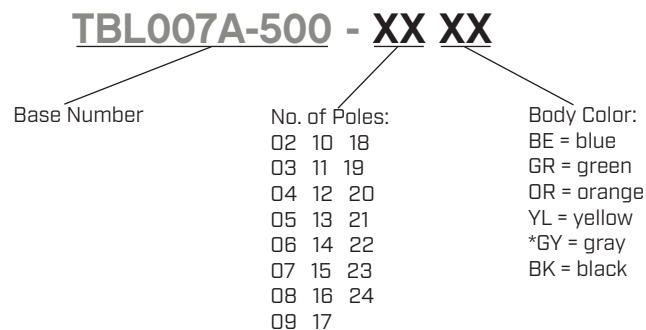 TBL007A-500 - XX XX
Base Number
No. of Poles:
02 10 18
03 11 19
04 12 20
05 13 21
06 14 22
07 15 23
08 16 24
09 17
Body Color:
BE = blue
GR = green
OR = orange
YL = yellow
*GY = gray
BK = black